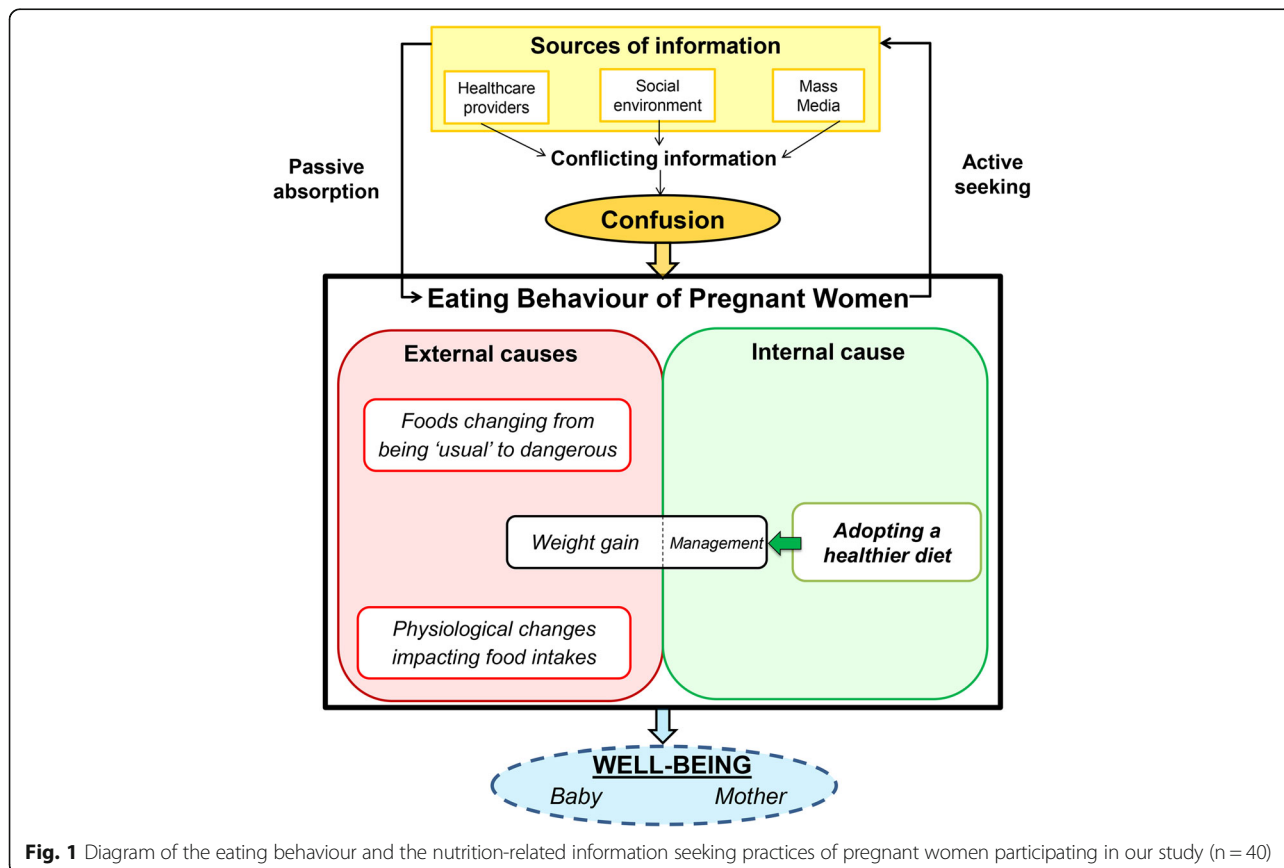 Sources of information
Healthcare
providers
Social
environment
Mass
Media
Conflicting information
Passive
absorption
Active
seeking
Confusion
Eating Behaviour of Pregnant Women
External causes
Internal cause
Foods changing from
being ‘usual’ to dangerous
Weight gain
Management
Adopting a
healthier diet
Physiological changes
impacting food intakes
WELL-BEING
Baby Mother
Fig. 1 Diagram of the eating behaviour and the nutrition-related information seeking practices of pregnant women participating in our study (n = 40)